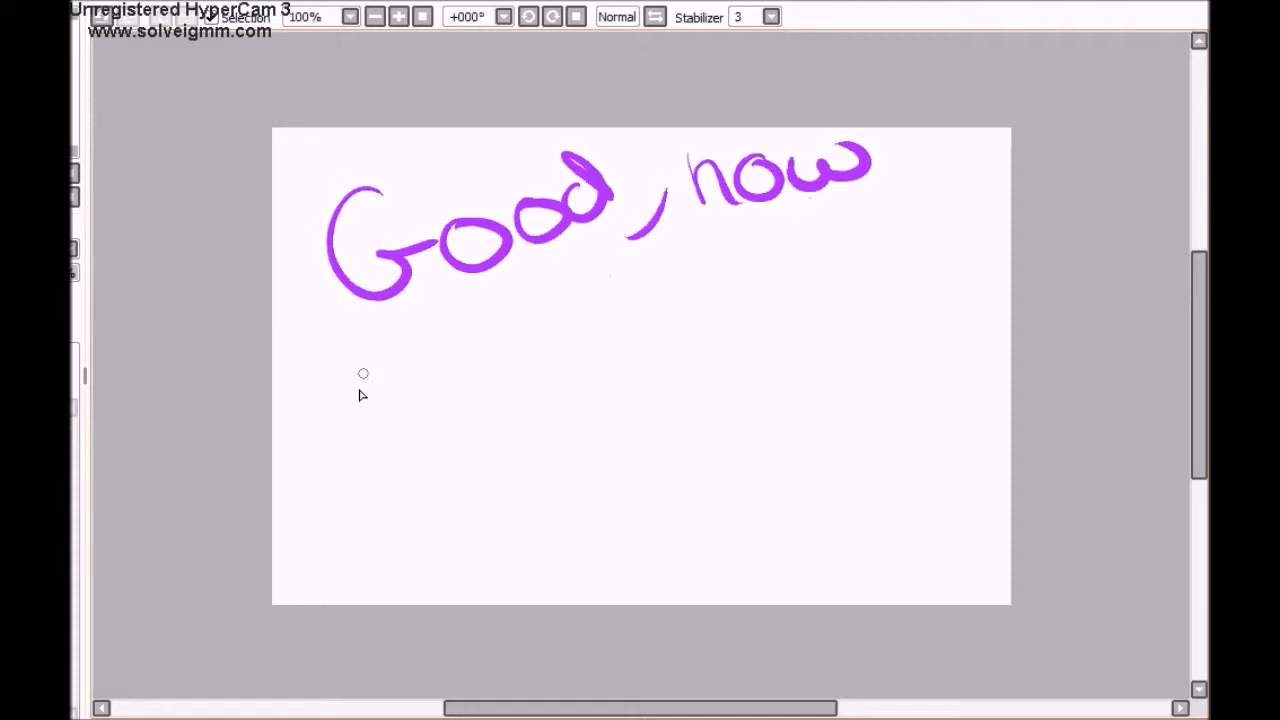 Unregistered HyperCam 3
www.solveigmm.com
Selection 100% +000° Normal Stabilizer 3
Good, now